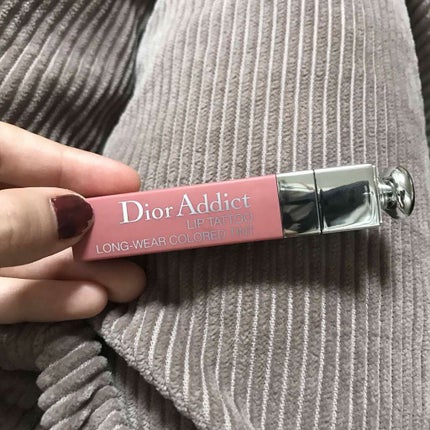 Dior Addict
LIP TATTOO
LONG-WEAR COLORED TINT